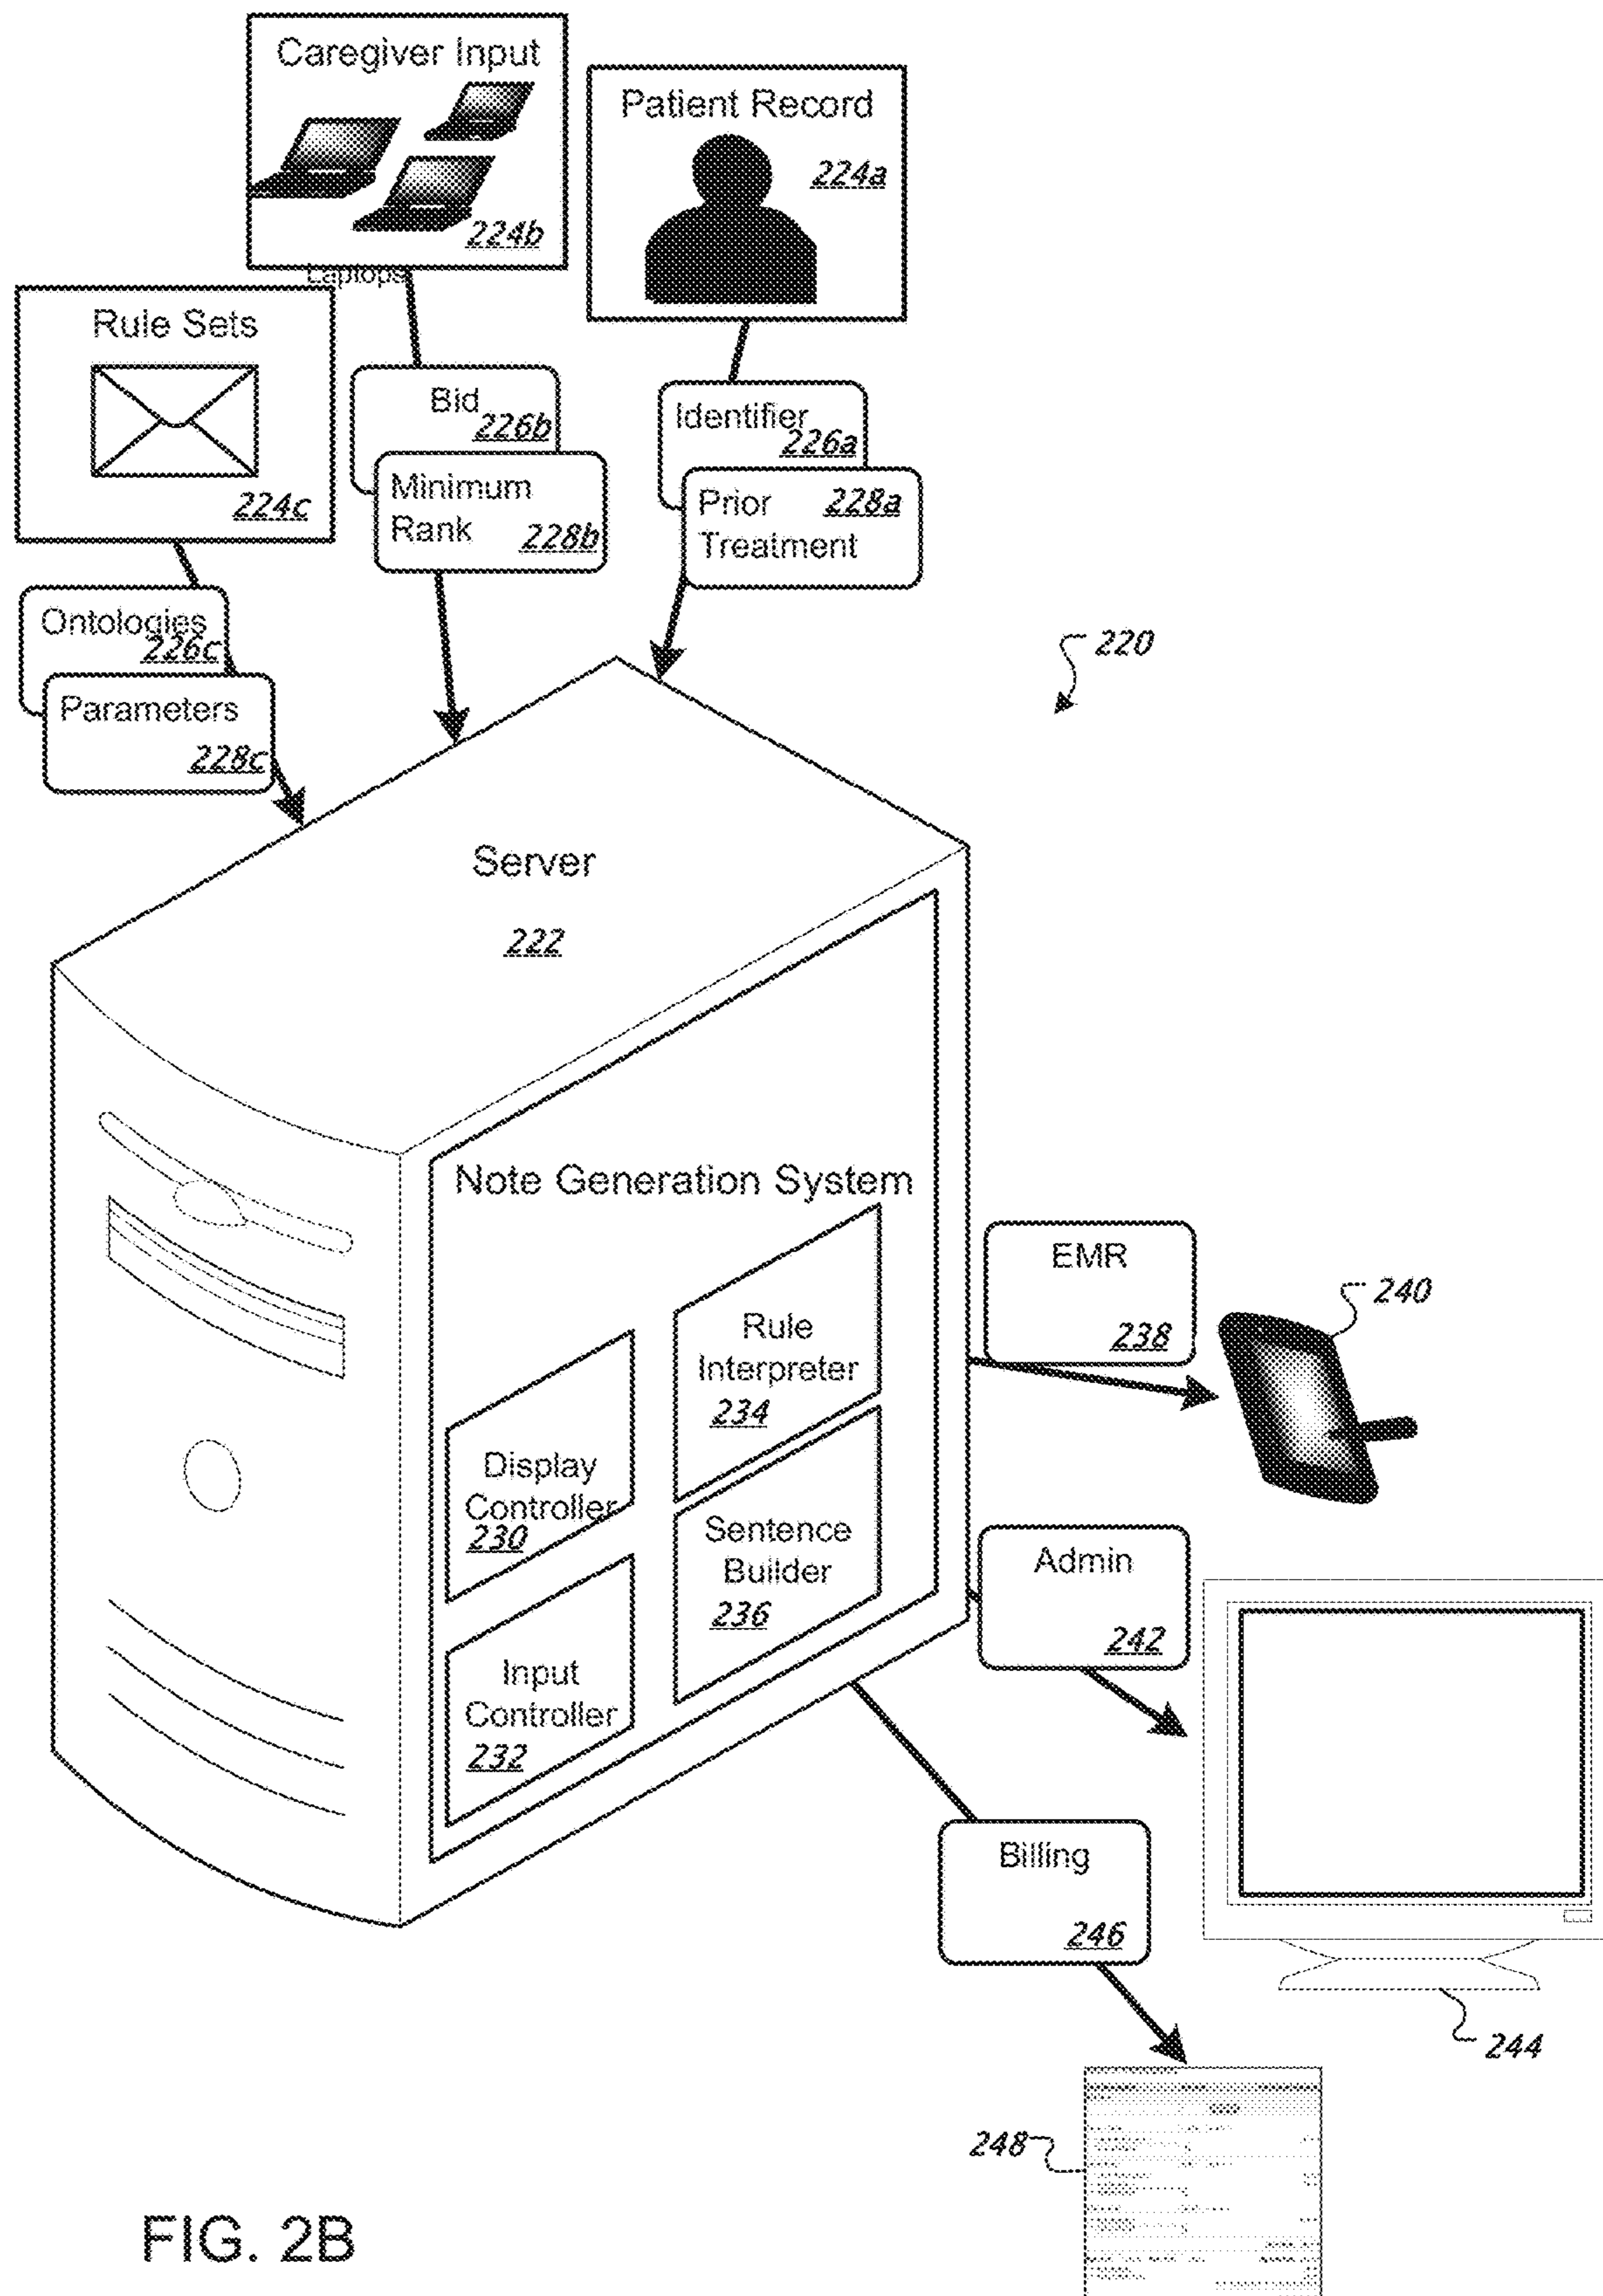 Caregiver Input
224b
Laptops
Patient Record
224a
Rule Sets
224c
Bid
226b
Minimum
Rank
228b
Identifier
226a
Prior
228a
Treatment
Ontologies
226c
Parameters
228c
220
Server
222
Note Generation System
Rule
Interpreter
234
Display
Controller
230
Sentence
Builder
236
Input
Controller
232
EMR
238
240
Admin
242
244
Billing
246
248
FIG. 2B